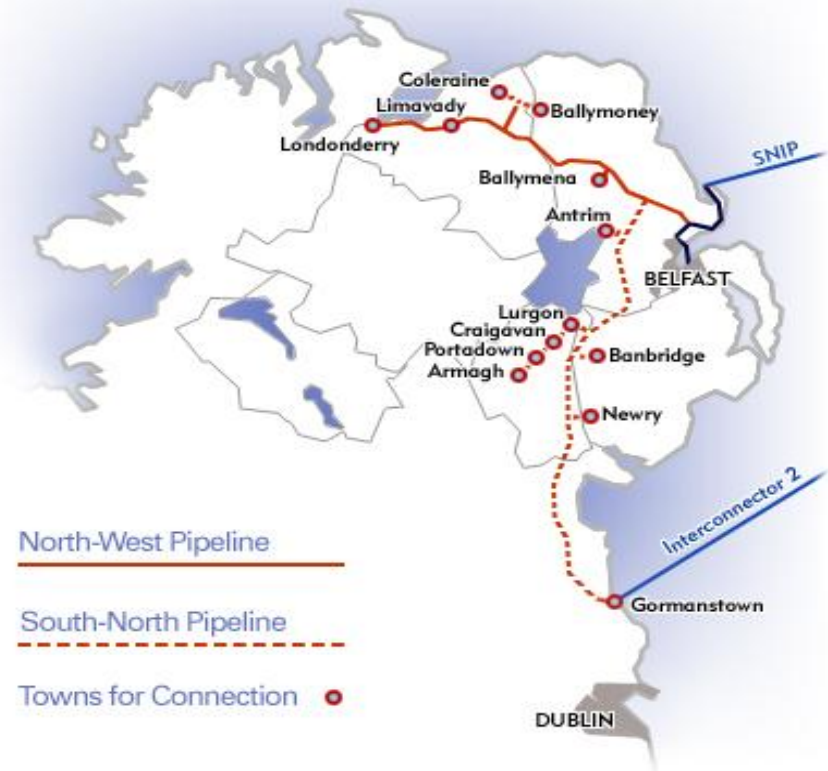 Coleraine
Limavady
Ballymoney
Londonderry
SNIP
Ballymena
Antrim
BELFAST
Lurgon
Craigavan
Portadown
Banbridge
Armagh
Newry
Interconnector 2
North-West Pipeline
Gormanstown
South-North Pipeline
Towns for Connection
DUBLIN